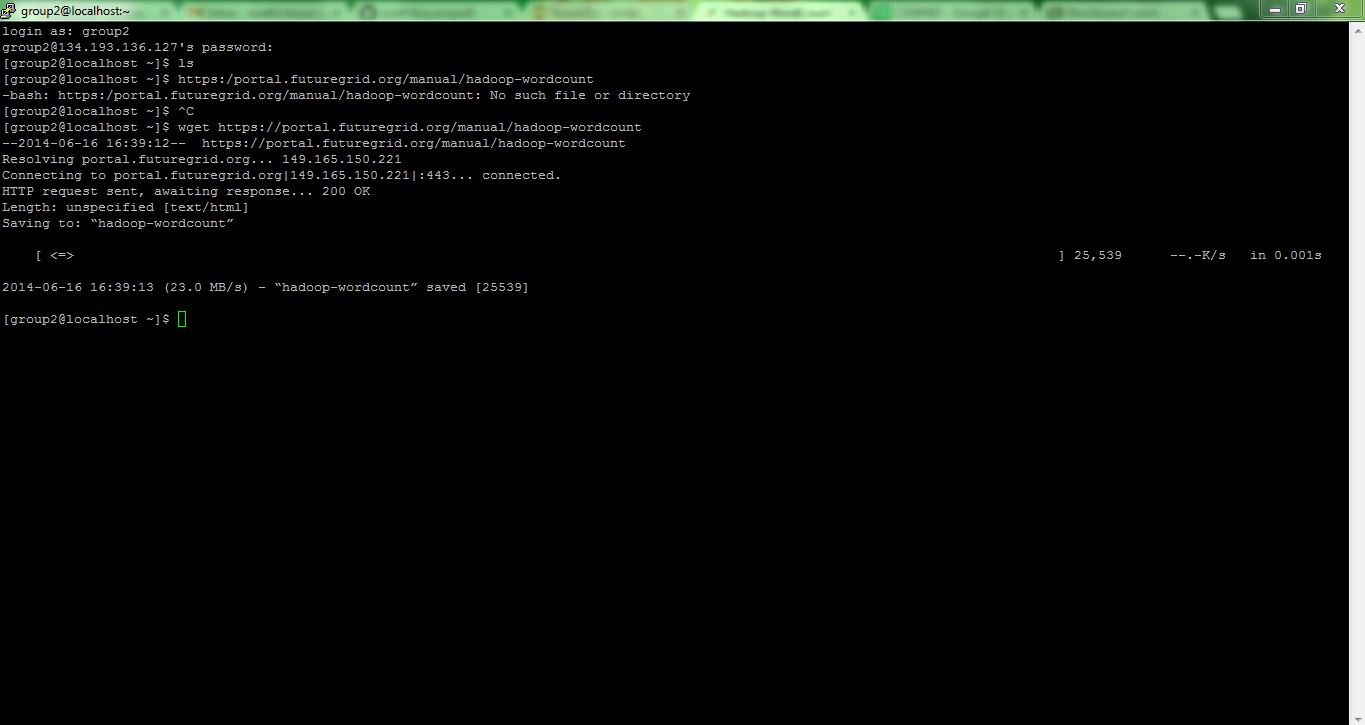 group2@localhost:~
login as: group2
group2@134.193.136.127's password:
[group2@localhost ~]$ ls
[group2@localhost ~]$ https:/portal.futuregrid.org/manual/hadoop-wordcount
-bash: https:/portal.futuregrid.org/manual/hadoop-wordcount: No such file or directory
[group2@localhost ~]$ ^C
[group2@localhost ~]$ wget https://portal.futuregrid.org/manual/hadoop-wordcount
--2014-06-16 16:39:12--  https://portal.futuregrid.org/manual/hadoop-wordcount
Resolving portal.futuregrid.org... 149.165.150.221
Connecting to portal.futuregrid.org|149.165.150.221|:443... connected.
HTTP request sent, awaiting response... 200 OK
Length: unspecified [text/html]
Saving to: “hadoop-wordcount”
[ <=> ] 25,539 --.-K/s in 0.001s
2014-06-16 16:39:13 (23.0 MB/s) - “hadoop-wordcount” saved [25539]
[group2@localhost ~]$